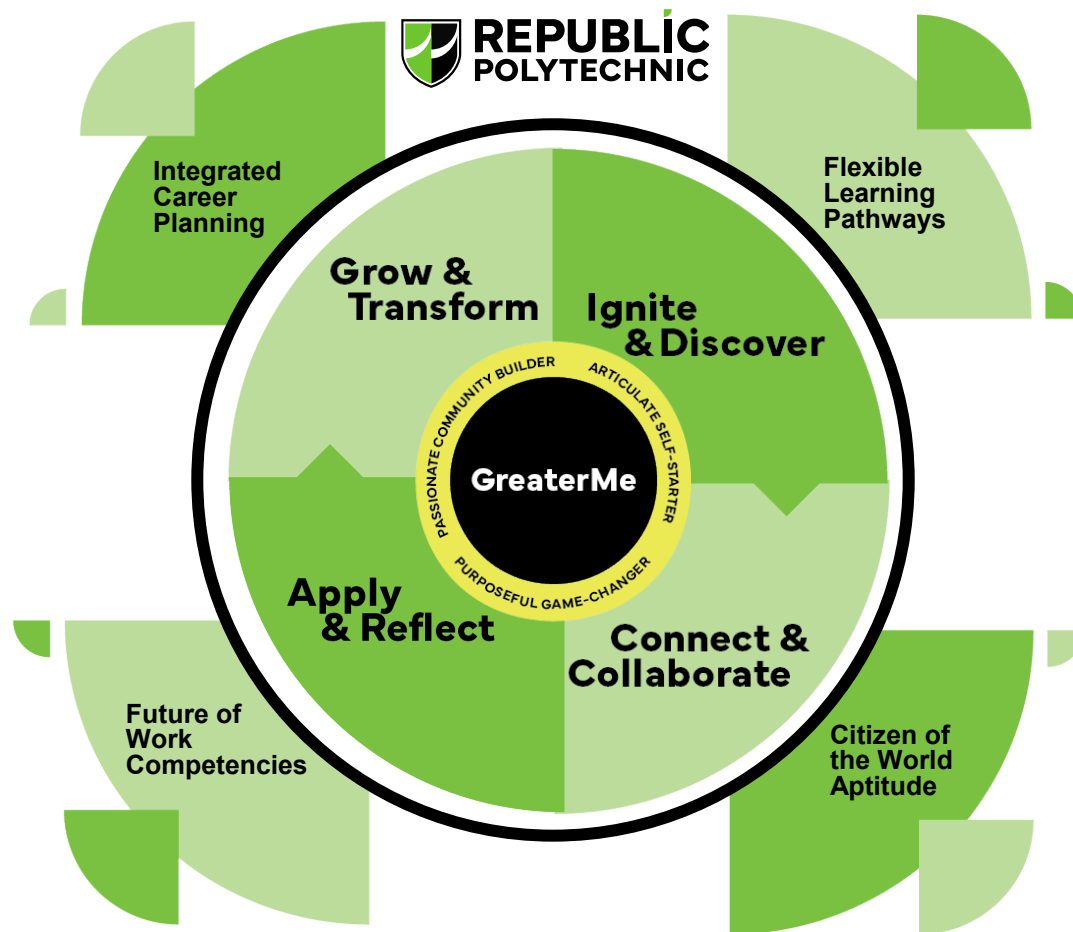 REPUBLIC
POLYTECHNIC
Integrated
Career
Planning
Flexible
Learning
Pathways
Grow &
Transform
Ignite
& Discover
PASSIONATE COMMUNITY BUILDER
ARTICULATE SELF-STARTER
GreaterMe
PURPOSEFUL GAME-CHANGER
Apply
& Reflect
Connect &
Collaborate
Future of
Work
Competencies
Citizen of
the World
Aptitude